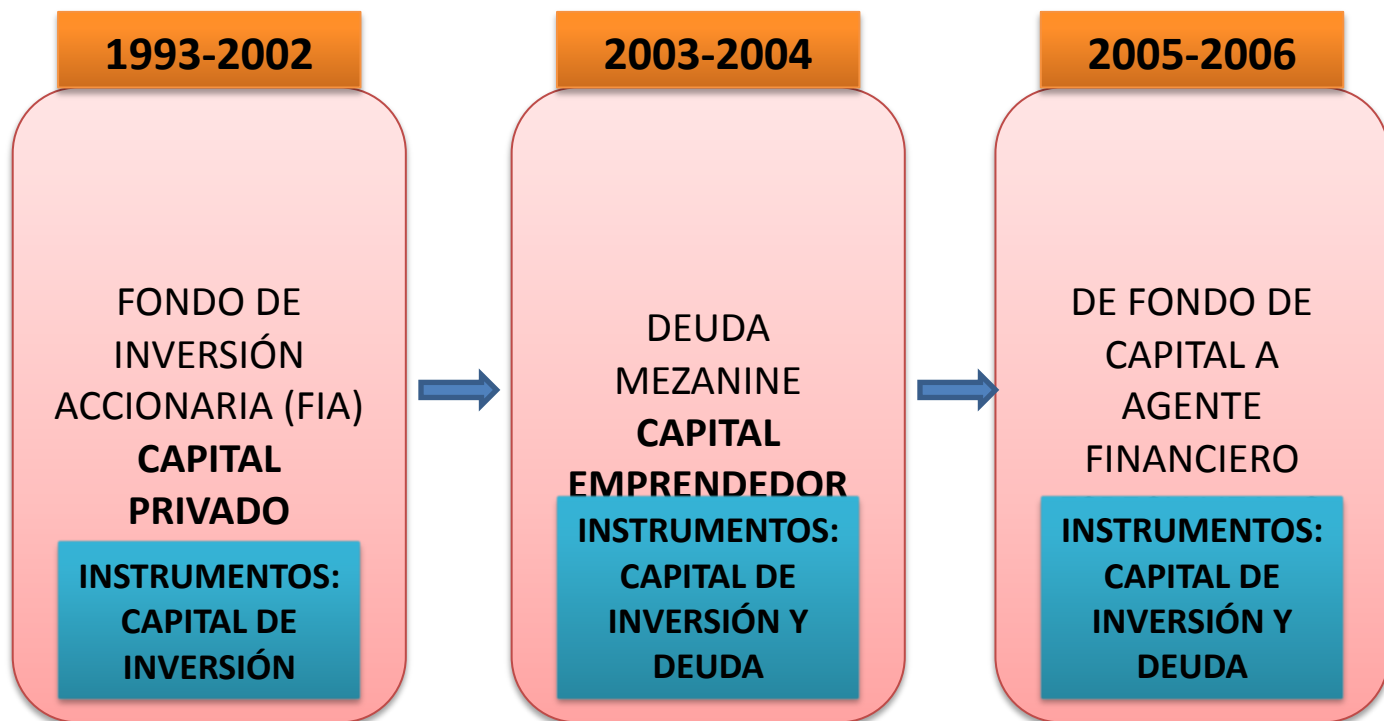 1993-2002
FONDO DE
INVERSIÓN
ACCIONARIA (FIA)
CAPITAL
PRIVADO
INSTRUMENTOS:
CAPITAL DE
INVERSIÓN
2003-2004
DEUDA
MEZANINE
CAPITAL
EMPRENDEDOR
INSTRUMENTOS:
CAPITAL DE
INVERSIÓN Y
DEUDA
2005-2006
DE FONDO DE
CAPITAL A
AGENTE
FINANCIERO
INSTRUMENTOS:
CAPITAL DE
INVERSIÓN Y
DEUDA